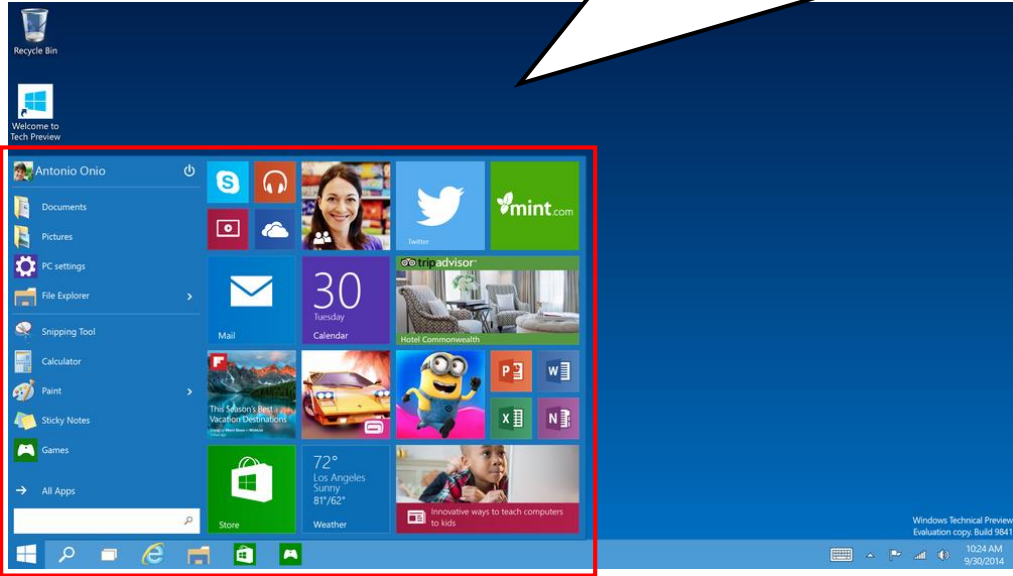 Recycle Bin
Welcome to
Tech Preview
Antonio Onio
Documents
Pictures
PC settings
File Explorer
Snipping Tool
Calculator
Paint
Sticky Notes
Games
All Apps
S
Twitter
mint.com
Mail
30
Tuesday
Calendar
tripadvisor
Hotel Commonwealth
This Season's Best
Vacation Destinations
P
W
X
N
Store
72°
Los Angeles
Sunny
81°/62°
Weather
Innovative ways to teach computers
to kids
Windows Technical Preview
Evaluation copy. Build 9841
10:24 AM
9/30/2014